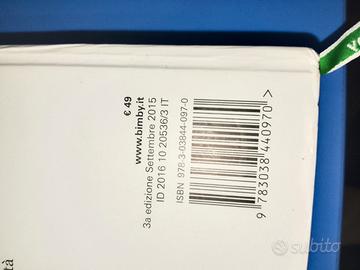 € 49
www.bimby.it
3a edizione Settembre 2015
ID 2016 10 20536/3 IT
ISBN 978-3-03844-097-0
9 783038 440970 >
tà
subito